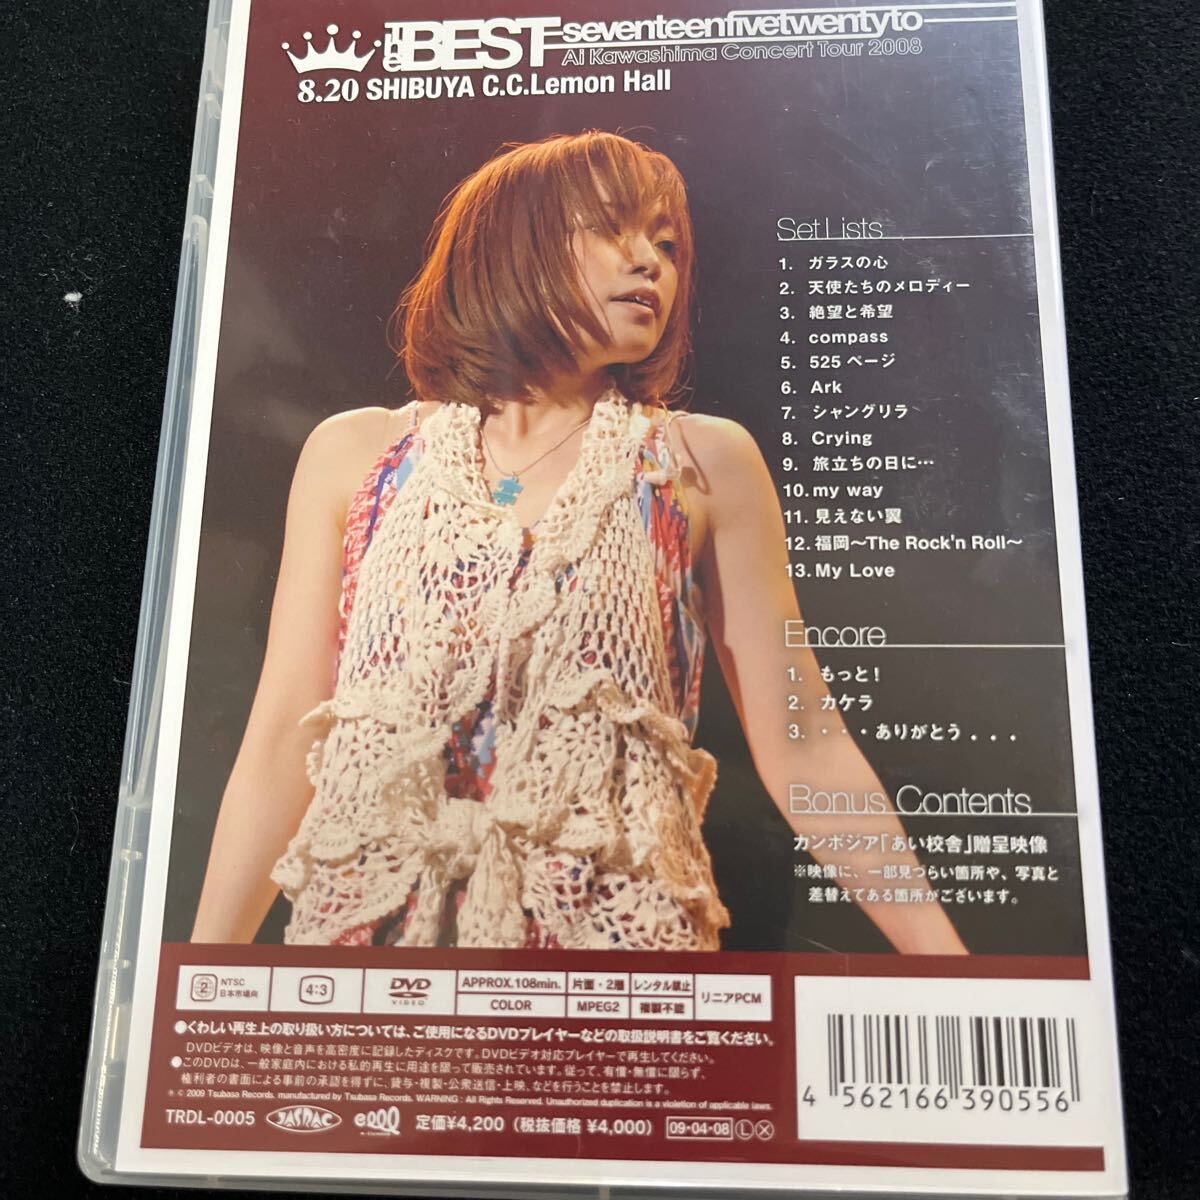 The BEST seventeenfivetwentyto
Ai Kawashima Concert Tour 2008
8.20 SHIBUYA C.C.Lemon Hall
Set Lists
1. ガラスの心
2. 天使たちのメロディー
3. 絶望と希望
4. compass
5. 525 ページ
6. Ark
7. シャングリラ
8. Crying
9. 旅立ちの日に…
10. my way
11. 見えない翼
12. 福岡～The Rock'n Roll～
13. My Love
Encore
1. もっと!
2. カケラ
3. ・・・ありがとう...
Bonus Contents
カンボジア「あい校舎」贈呈映像
※映像に、一部見づらい箇所や、写真と
差替えてある箇所がございます。
2 NTSC 日本市場向
4:3
DVD VIDEO
APPROX.108min.
COLOR
片面・2層
MPEG2
レンタル禁止
複製不能
リニアPCM
●くわしい再生上の取り扱い方については、ご使用になるDVDプレイヤーなどの取扱説明書をご覧ください。
DVDビデオは、映像と音声を高密度に記録したディスクです。DVDビデオ対応プレイヤーで再生してください。
●このDVDは、一般家庭内における私的再生に用途を限って販売されています。従って、有償・無償に限らず、
権利者の書面による事前の承認を得ずに、貸与・複製・公衆送信・上映、などを行うことを禁止します。
℗ © 2009 Tsubasa Records. manufactured by Tsubasa Records. WARNING : All Rights Reserved. Unauthorized duplication is a violation of applicable laws.
TRDL-0005 JASRAC 定価¥4,200 (税抜価格 ¥4,000) 09・04・08 Ⓛ Ⓧ
4 562166 390556